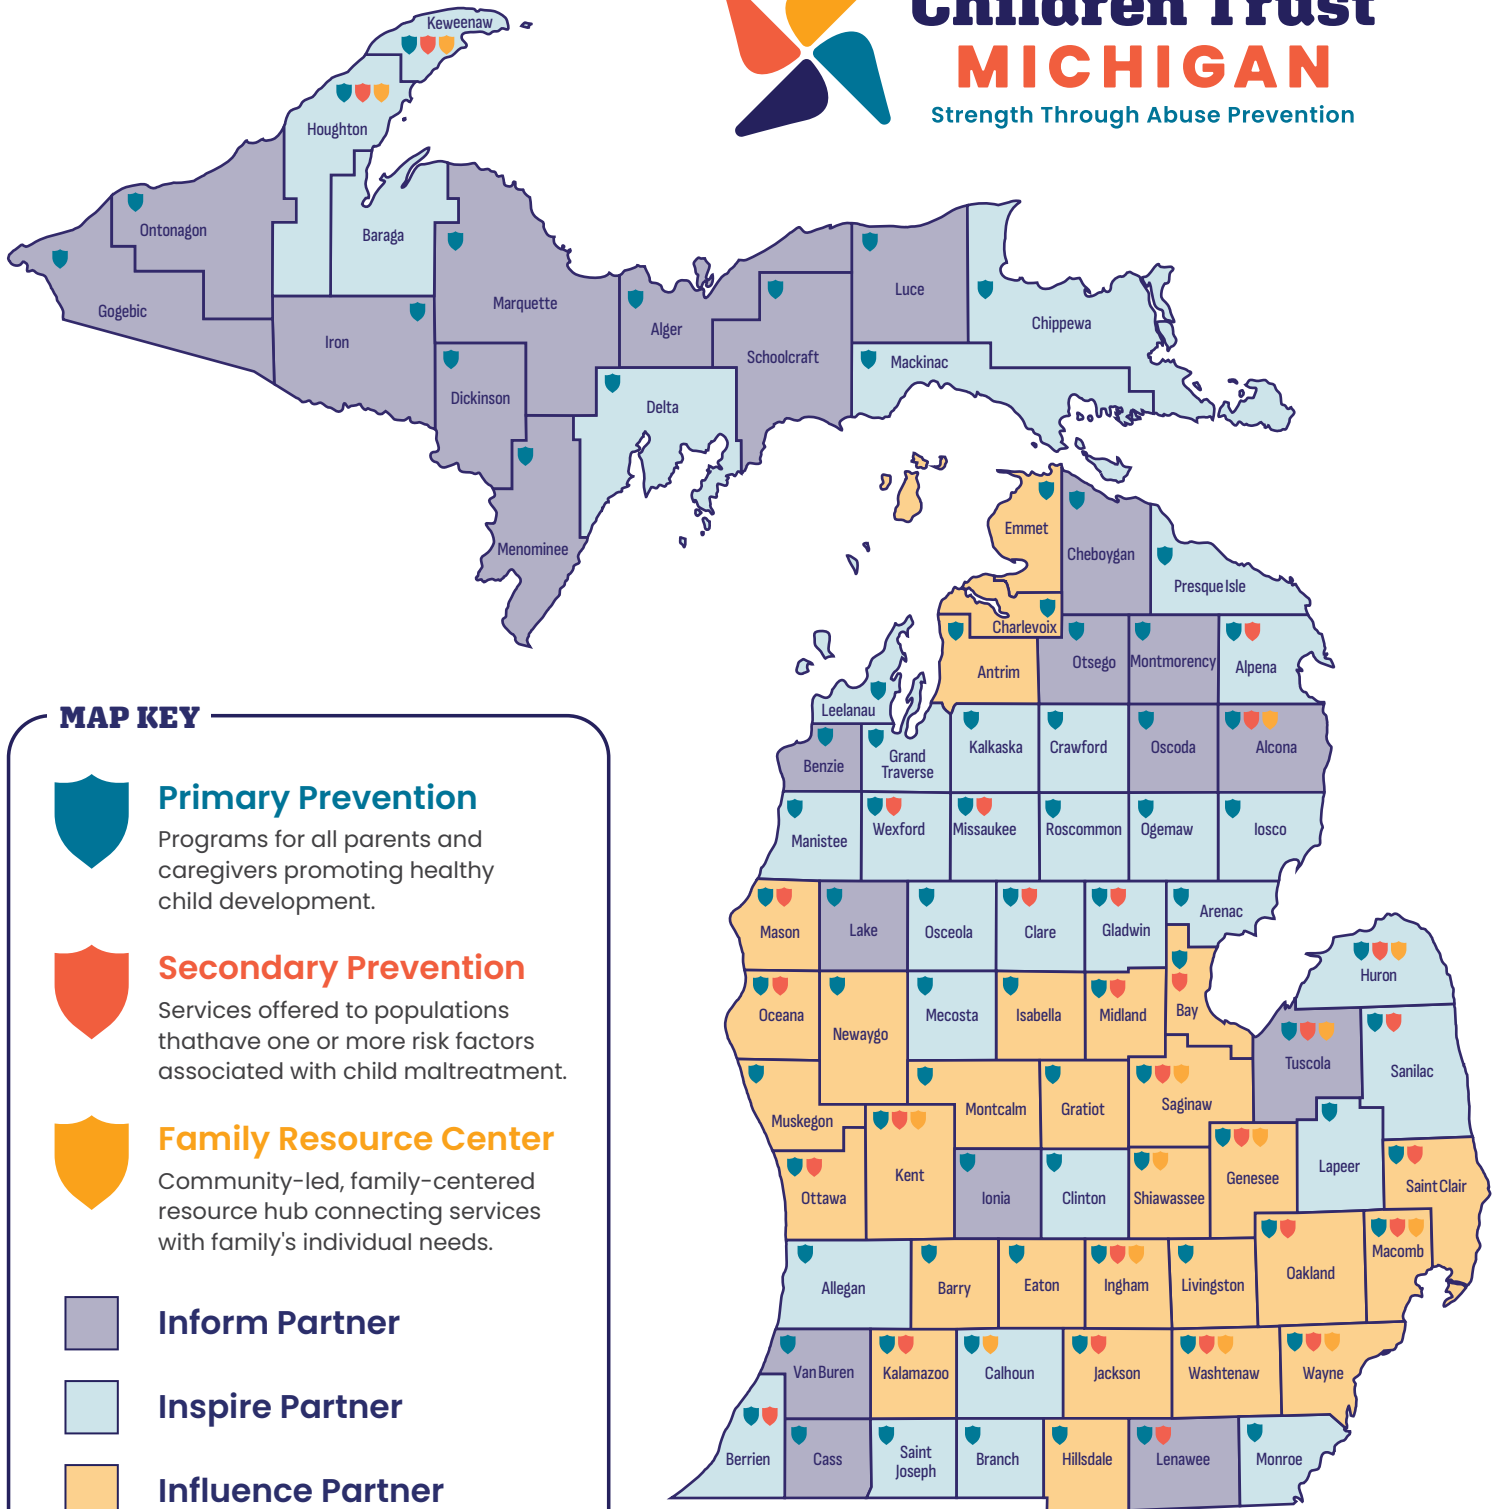 Children Trust
MICHIGAN
Strength Through Abuse Prevention
Keweenaw
Houghton
Ontonagon
Baraga
Gogebic
Marquette
Iron
Alger
Luce
Chippewa
Schoolcraft
Mackinac
Dickinson
Delta
Menominee
Emmet
Cheboygan
Presque Isle
Charlevoix
Antrim
Otsego
Montmorency
Alpena
Leelanau
Benzie
Grand
Traverse
Kalkaska
Crawford
Oscoda
Alcona
Manistee
Wexford
Missaukee
Roscommon
Ogemaw
Iosco
Mason
Lake
Osceola
Clare
Gladwin
Arenac
Huron
Oceana
Newaygo
Mecosta
Isabella
Midland
Bay
Tuscola
Sanilac
Muskegon
Montcalm
Gratiot
Saginaw
Ottawa
Kent
Ionia
Clinton
Shiawassee
Genesee
Lapeer
Saint Clair
Allegan
Barry
Eaton
Ingham
Livingston
Oakland
Macomb
Van Buren
Kalamazoo
Calhoun
Jackson
Washtenaw
Wayne
Berrien
Cass
Saint
Joseph
Branch
Hillsdale
Lenawee
Monroe
MAP KEY
Primary Prevention
Programs for all parents and
caregivers promoting healthy
child development.
Secondary Prevention
Services offered to populations
thathave one or more risk factors
associated with child maltreatment.
Family Resource Center
Community-led, family-centered
resource hub connecting services
with family's individual needs.
Inform Partner
Inspire Partner
Influence Partner